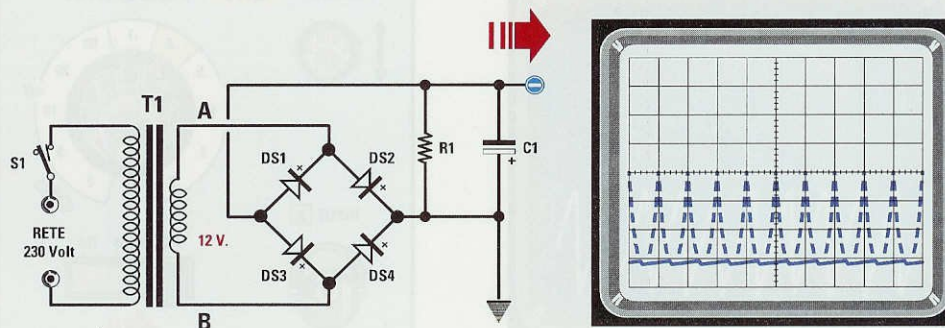 T1
A
S1
DS1
DS2
R1
C1
+
RETE
230 Volt
12 V.
DS3
DS4
B